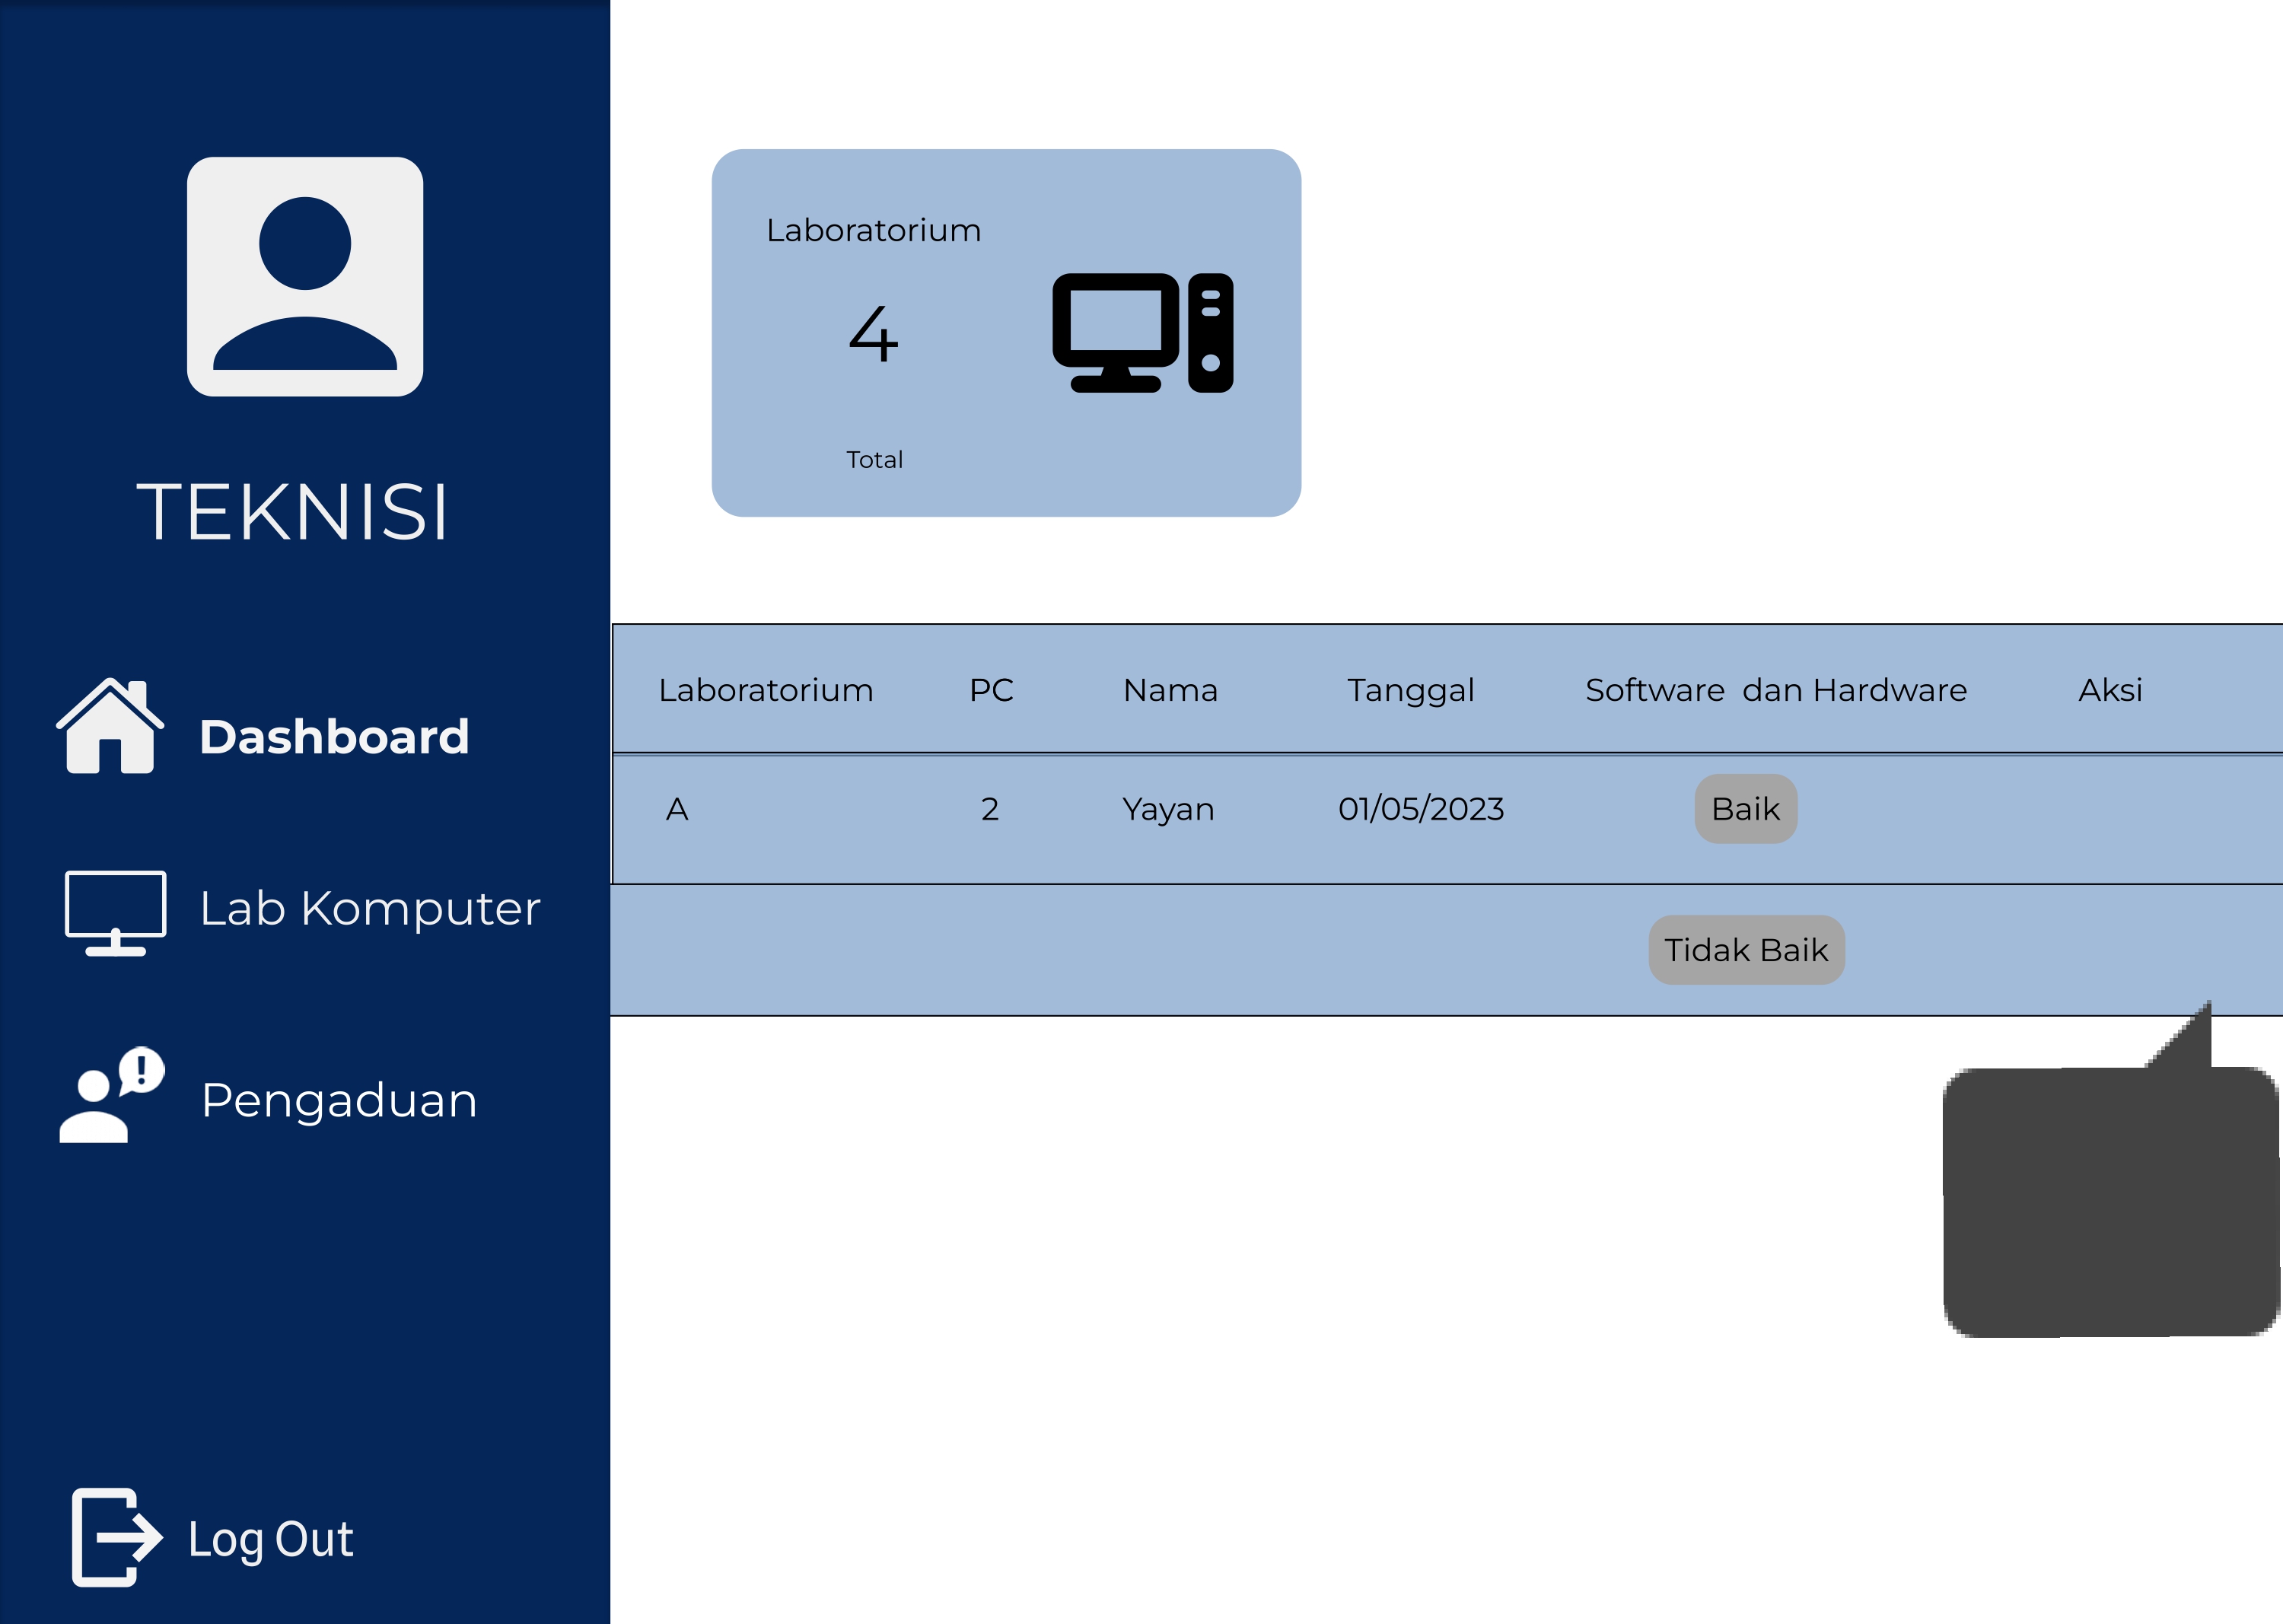 TEKNISI
Dashboard
Lab Komputer
Pengaduan
Log Out
Laboratorium
4
Total
Laboratorium PC Nama Tanggal Software dan Hardware Aksi
A 2 Yayan 01/05/2023 Baik
Tidak Baik